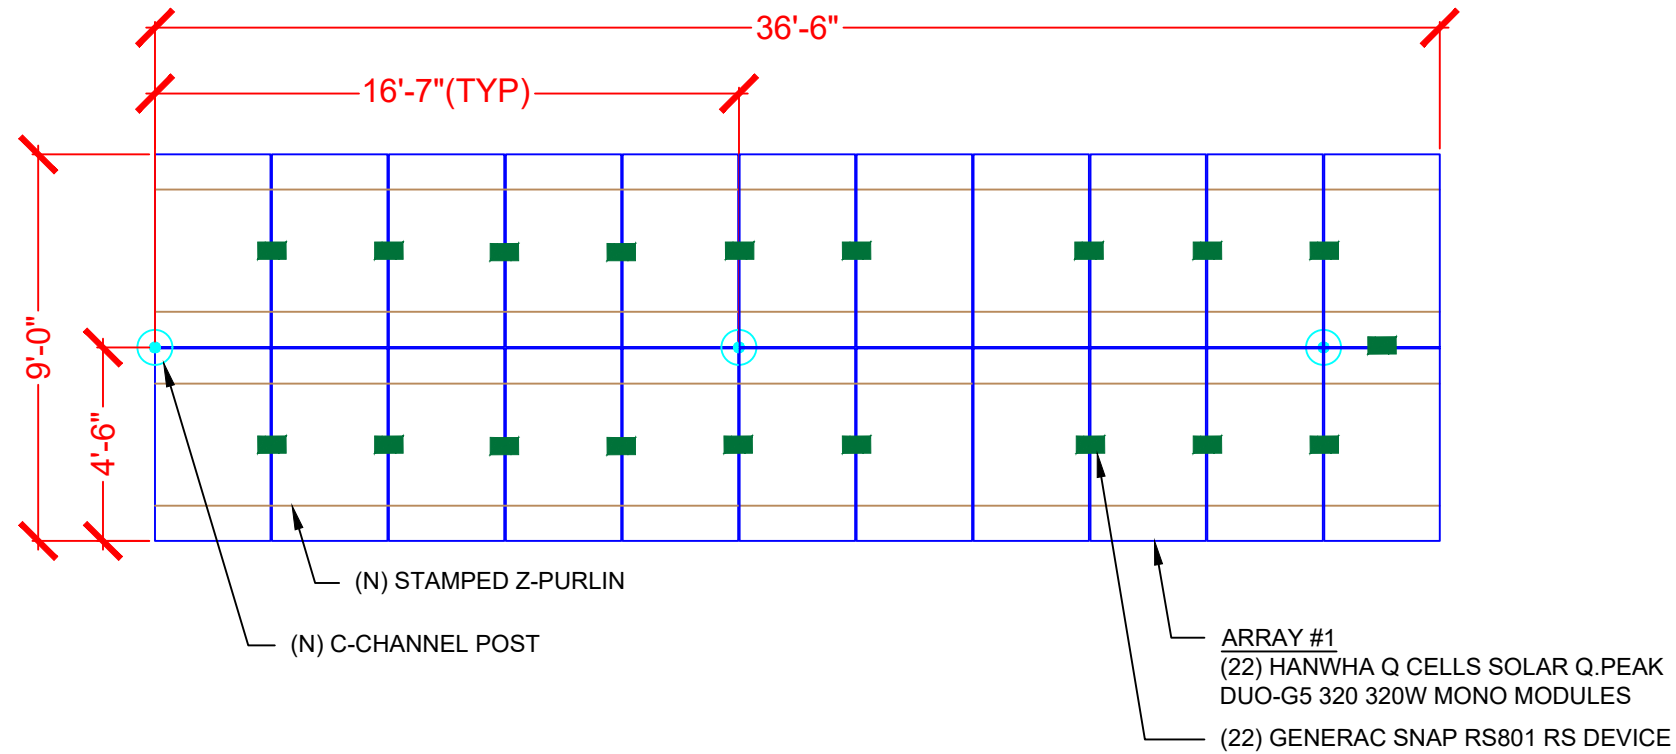 36'-6"
16'-7"(TYP)
9'-0"
4'-6"
(N) STAMPED Z-PURLIN
(N) C-CHANNEL POST
ARRAY #1
(22) HANWHA Q CELLS SOLAR Q.PEAK
DUO-G5 320 320W MONO MODULES
(22) GENERAC SNAP RS801 RS DEVICE